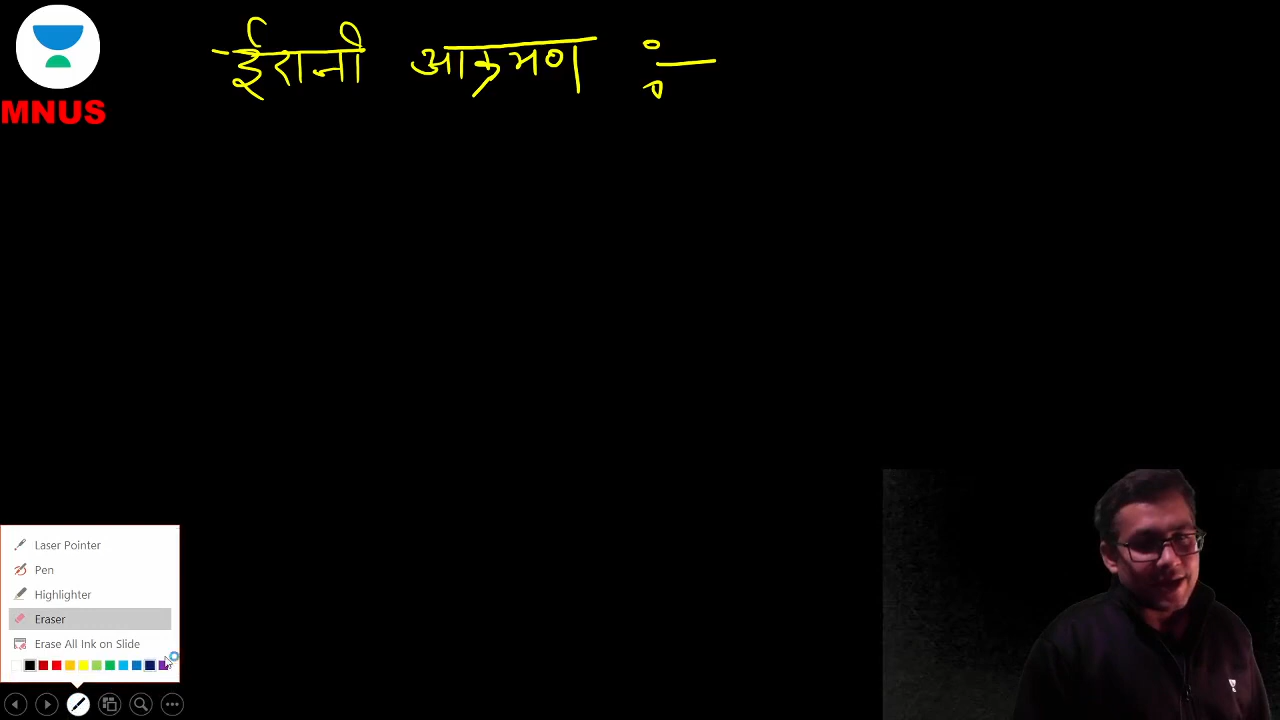 ईरानी आक्रमण :-
MNUS
Laser Pointer
Pen
Highlighter
Eraser
Erase All Ink on Slide